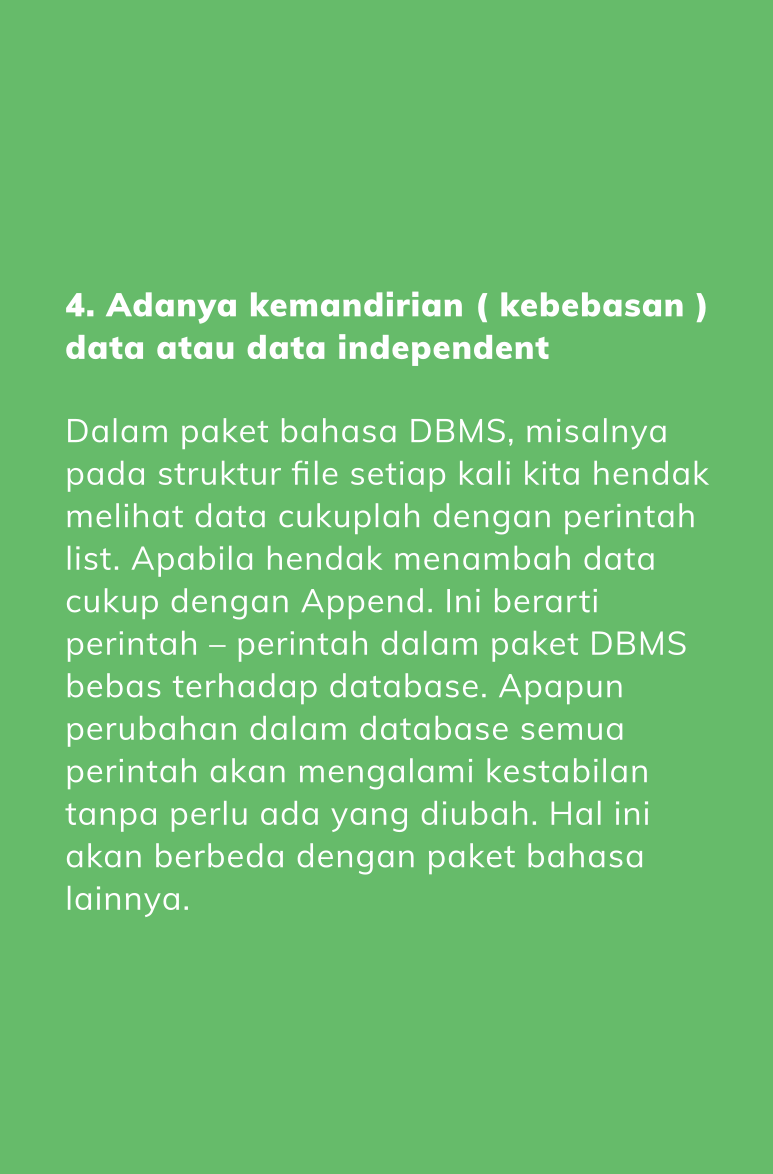 4. Adanya kemandirian ( kebebasan )
data atau data independent
Dalam paket bahasa DBMS, misalnya
pada struktur file setiap kali kita hendak
melihat data cukuplah dengan perintah
list. Apabila hendak menambah data
cukup dengan Append. Ini berarti
perintah – perintah dalam paket DBMS
bebas terhadap database. Apapun
perubahan dalam database semua
perintah akan mengalami kestabilan
tanpa perlu ada yang diubah. Hal ini
akan berbeda dengan paket bahasa
lainnya.